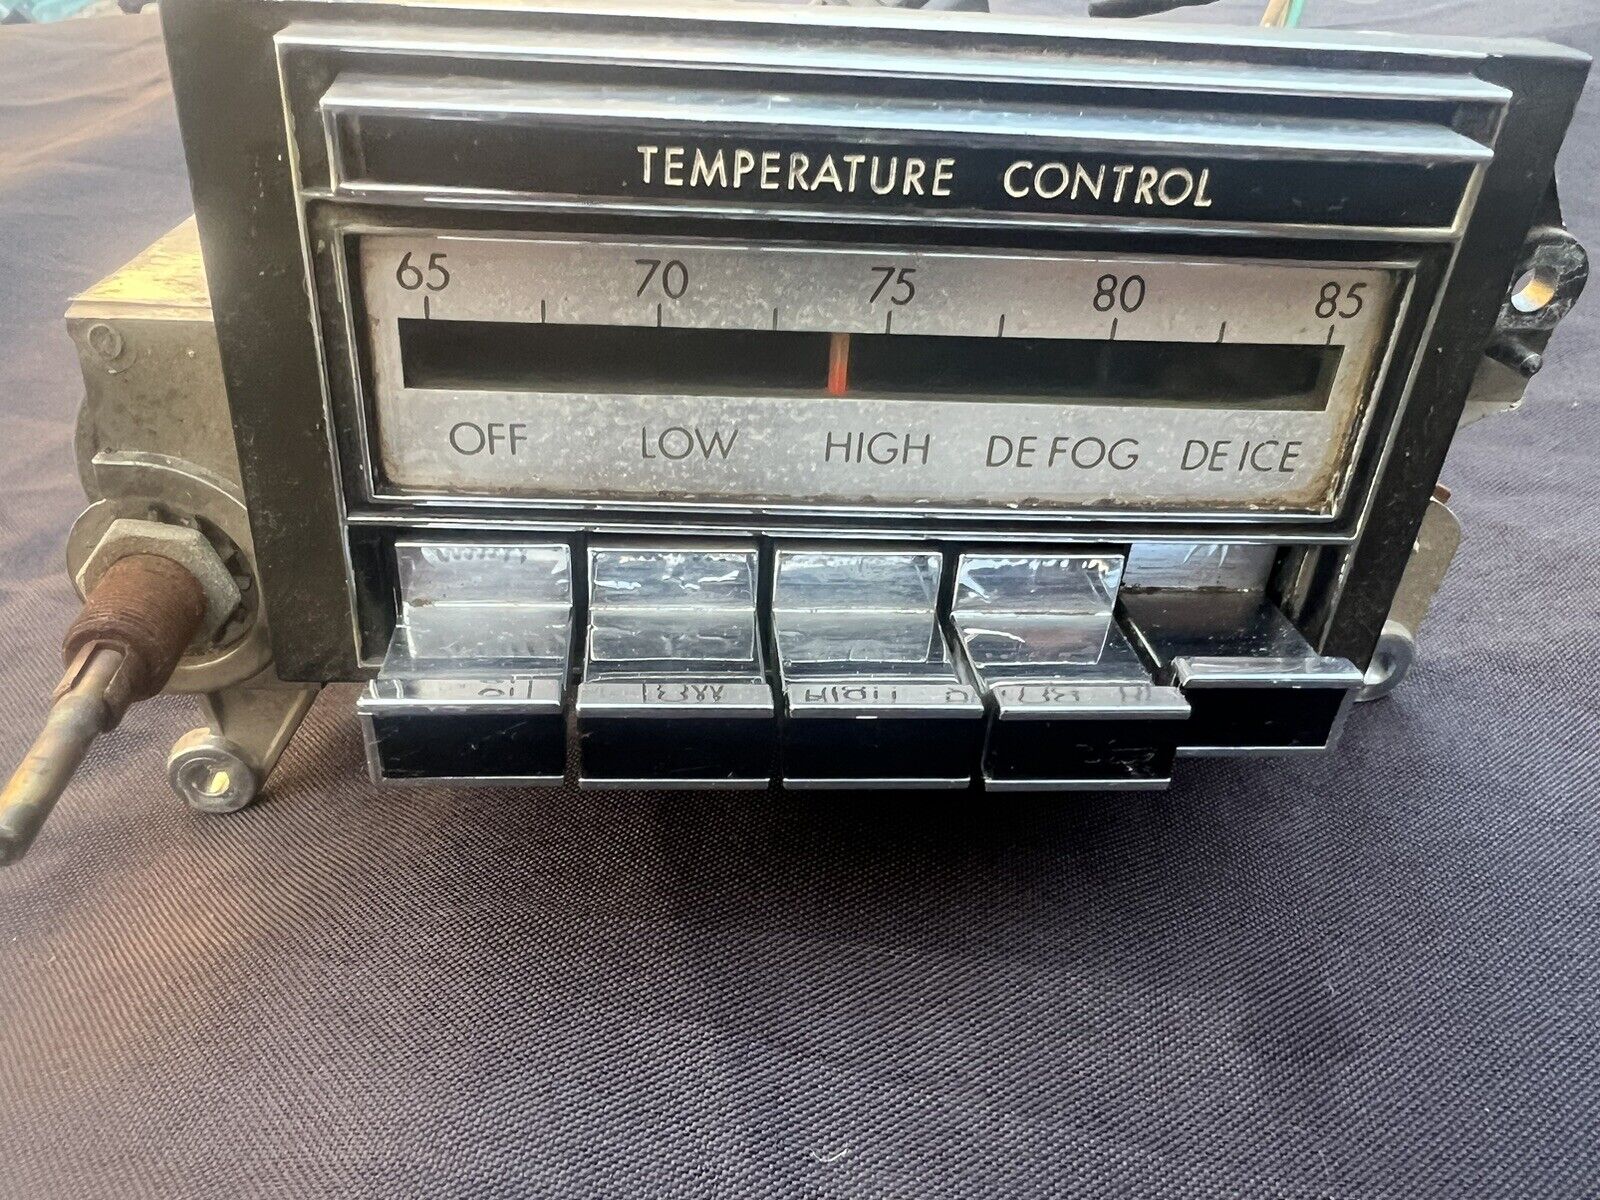 TEMPERATURE CONTROL
65 70 75 80 85
OFF LOW HIGH DE FOG DE ICE